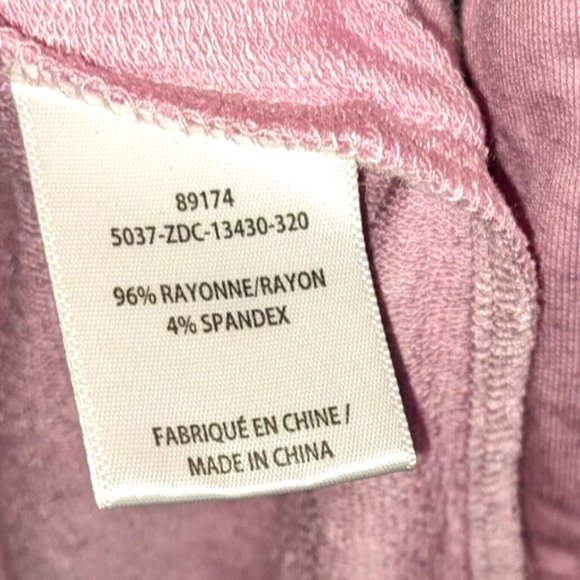 89174
5037-ZDC-13430-320
96% RAYONNE/RAYON
4% SPANDEX
FABRIQUÉ EN CHINE /
MADE IN CHINA